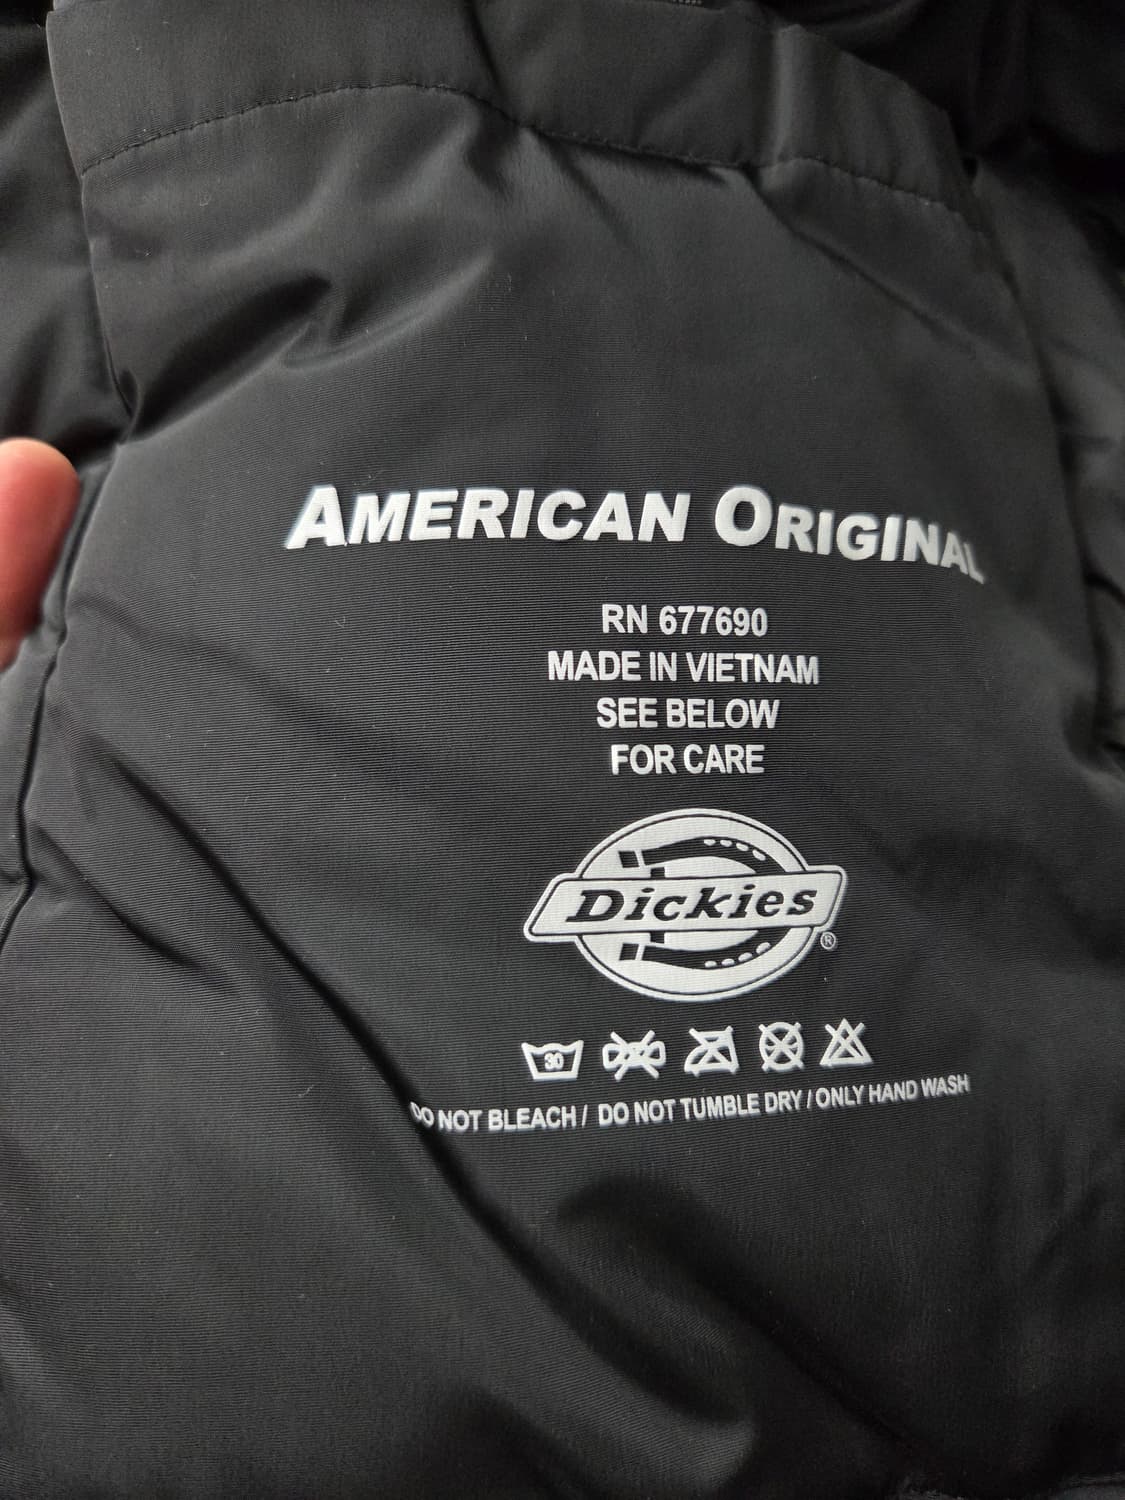 AMERICAN ORIGINAL
RN 677690
MADE IN VIETNAM
SEE BELOW
FOR CARE
Dickies®
30
DO NOT BLEACH / DO NOT TUMBLE DRY / ONLY HAND WASH